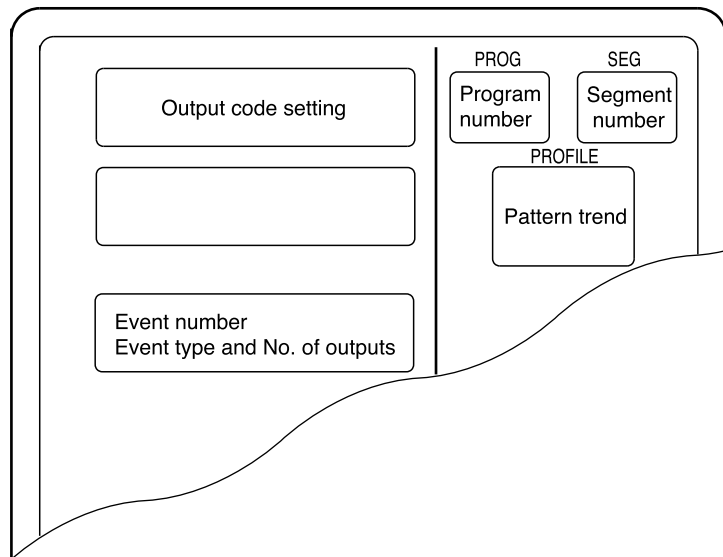 Output code setting
Event number
Event type and No. of outputs
PROG
SEG
Program
number
Segment
number
PROFILE
Pattern trend